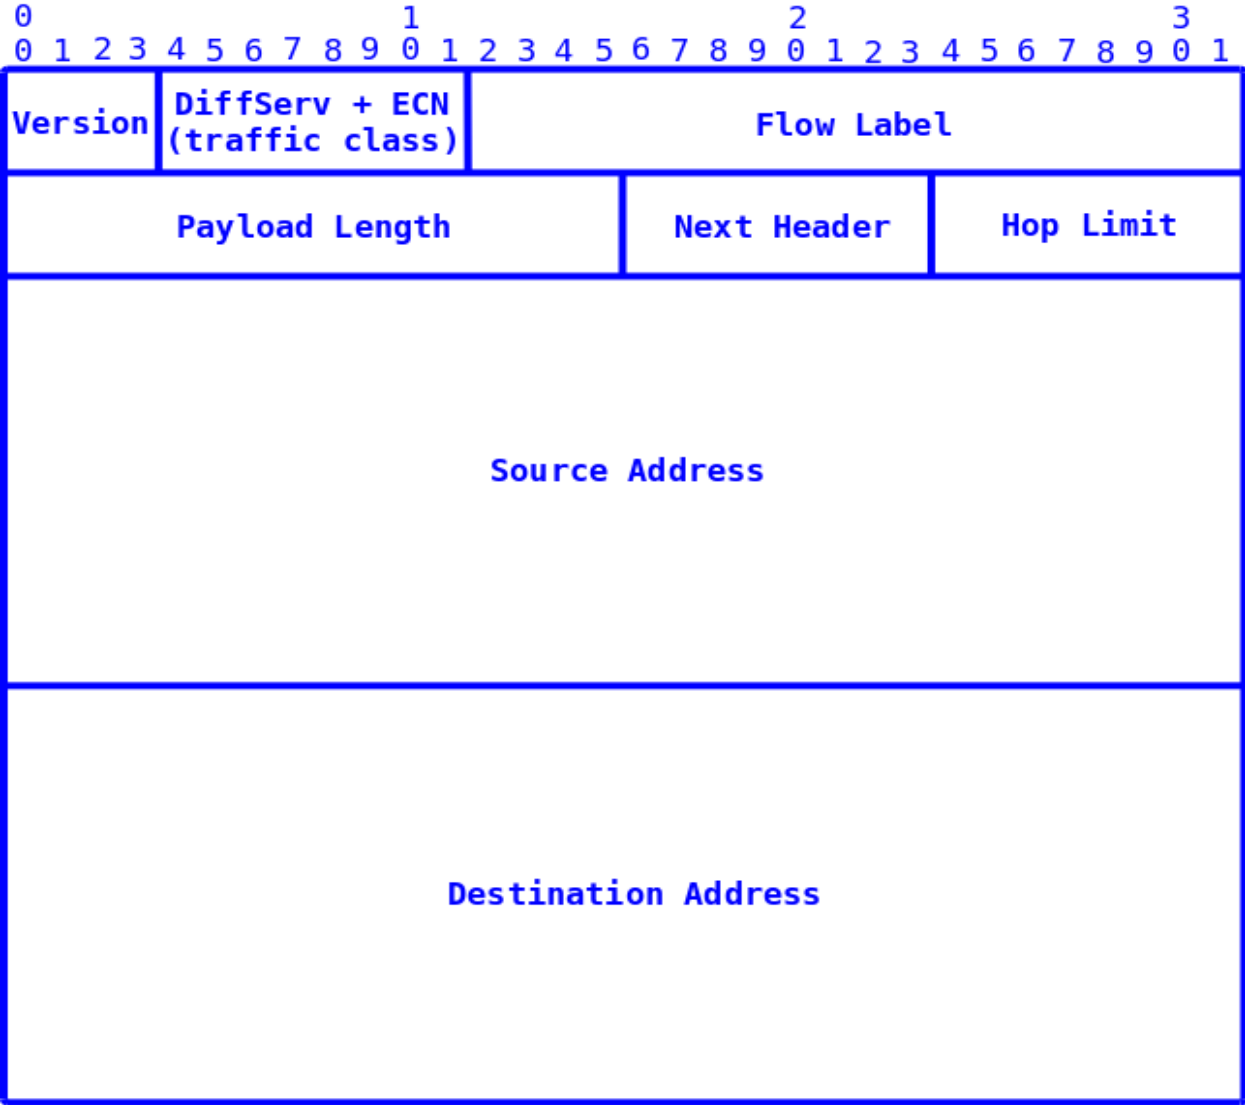 0 1 2 3
0 1 2 3 4 5 6 7 8 9 0 1 2 3 4 5 6 7 8 9 0 1 2 3 4 5 6 7 8 9 0 1
Version
DiffServ + ECN
(traffic class)
Flow Label
Payload Length
Next Header
Hop Limit
Source Address
Destination Address